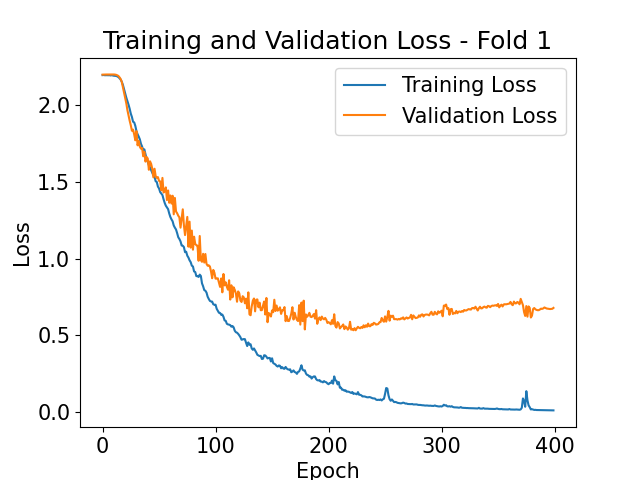 Training and Validation Loss - Fold 1
Training Loss
Validation Loss
Loss
2.0
1.5
1.0
0.5
0.0
0 100 200 300 400
Epoch